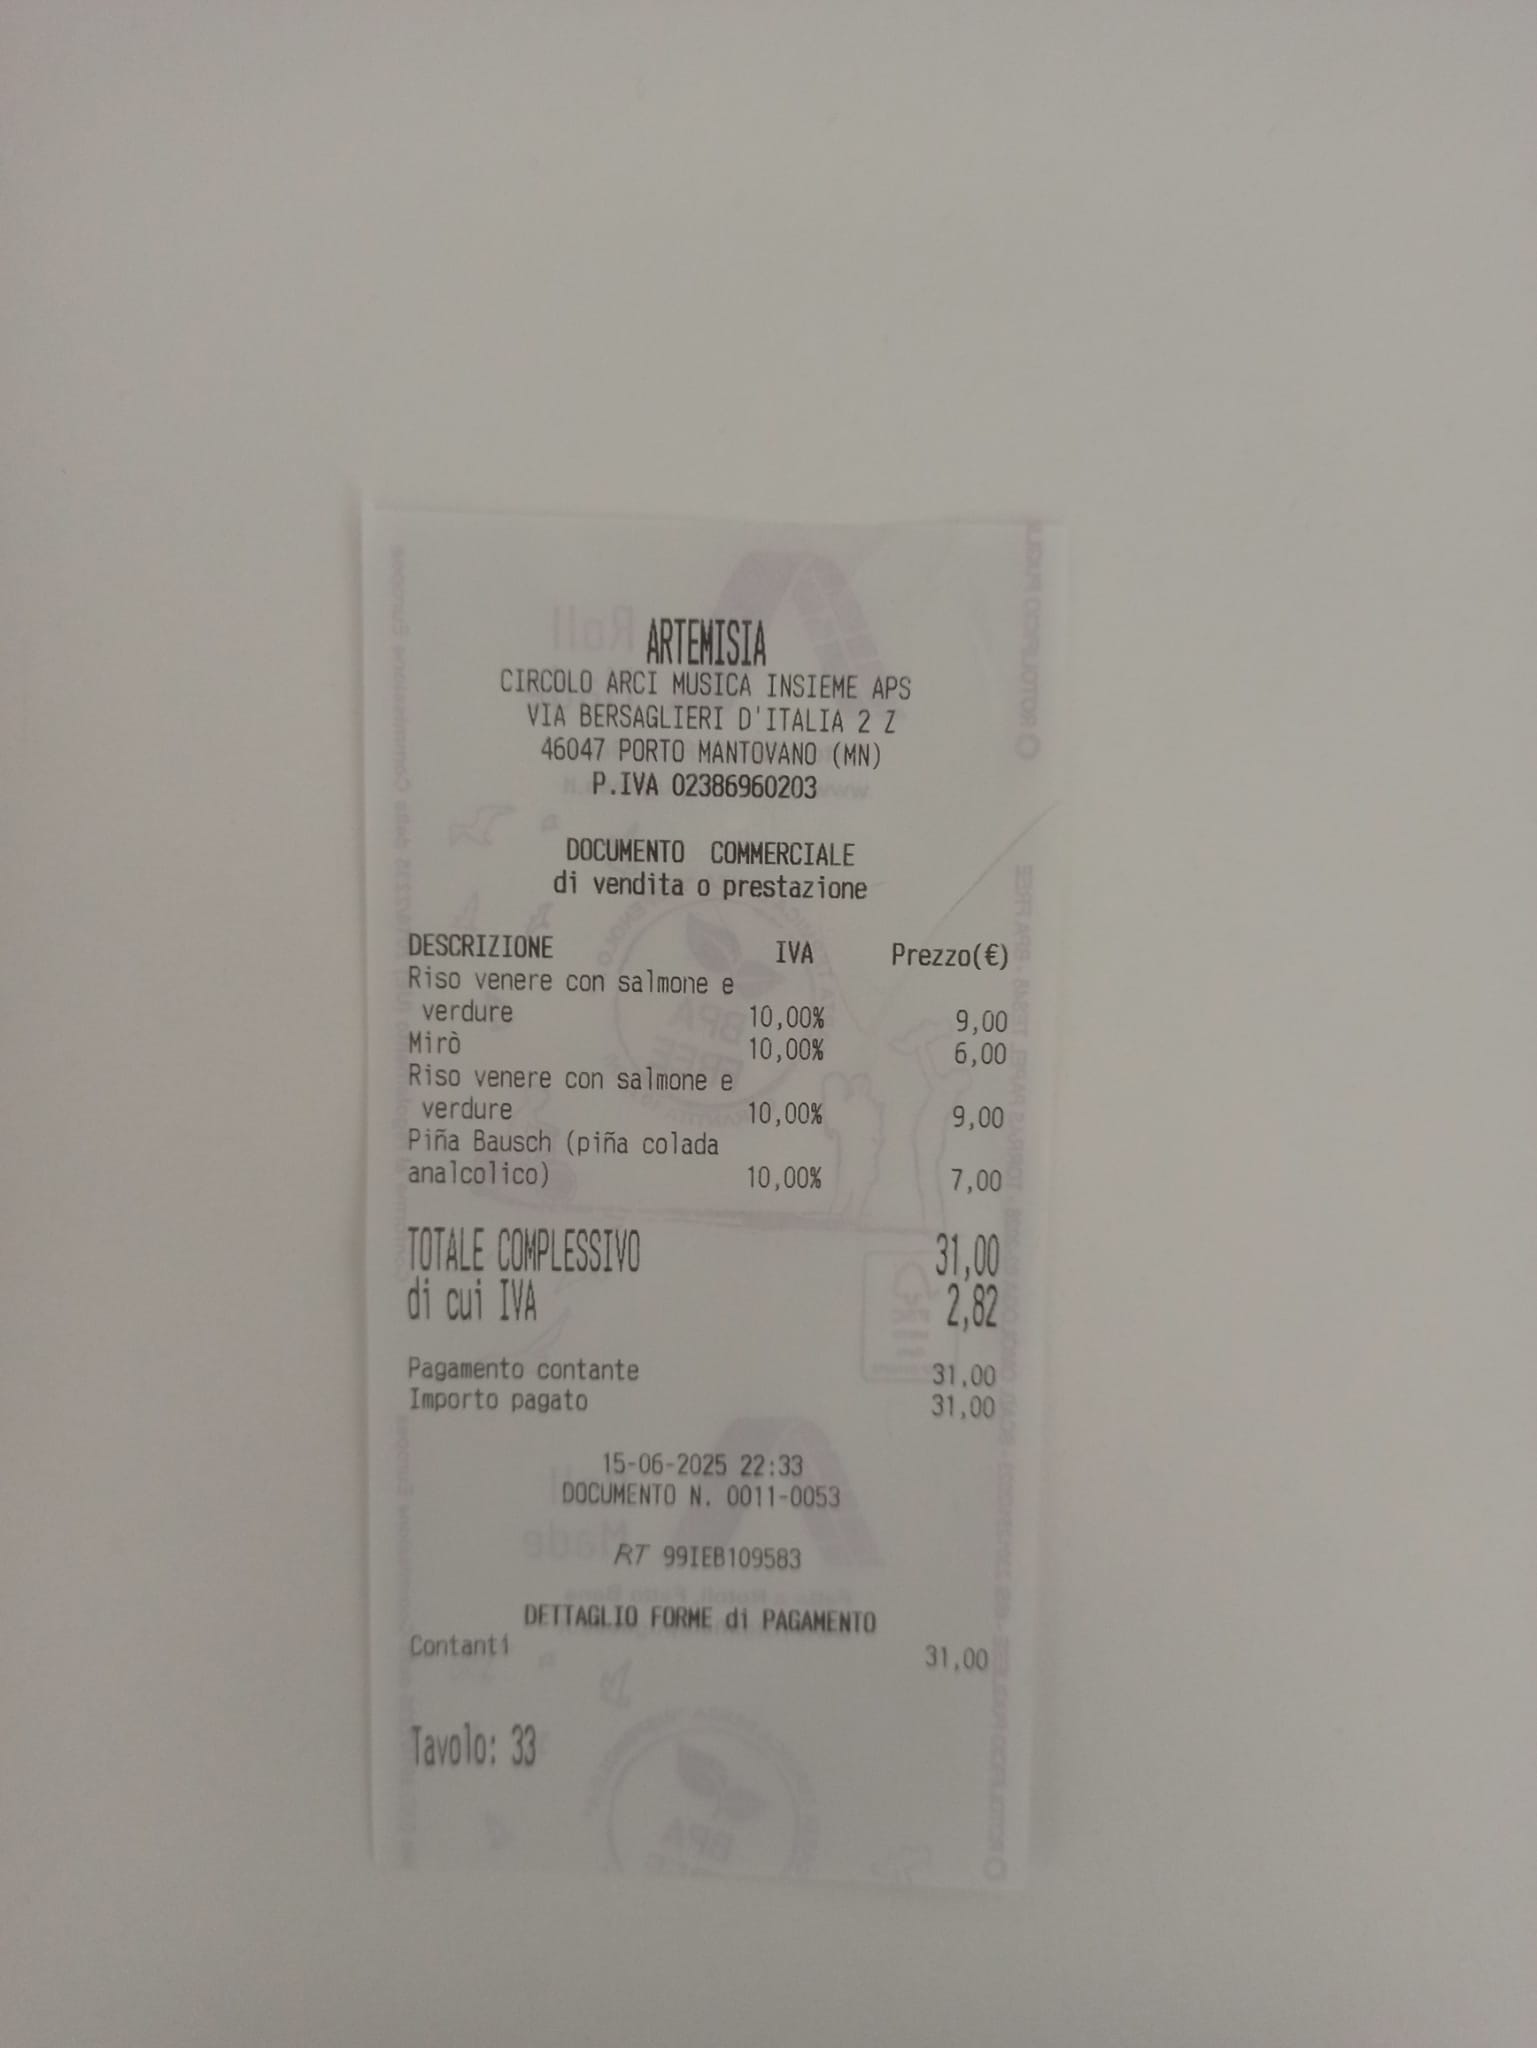 ARTEMISIA
CIRCOLO ARCI MUSICA INSIEME APS
VIA BERSAGLIERI D'ITALIA 2 Z
46047 PORTO MANTOVANO (MN)
P.IVA 02386960203
DOCUMENTO COMMERCIALE
di vendita o prestazione
DESCRIZIONE IVA Prezzo(€)
Riso venere con salmone e
verdure 10,00% 9,00
Mirò 10,00% 6,00
Riso venere con salmone e
verdure 10,00% 9,00
Piña Bausch (piña colada
analcolico) 10,00% 7,00
TOTALE COMPLESSIVO 31,00
di cui IVA 2,82
Pagamento contante 31,00
Importo pagato 31,00
15-06-2025 22:33
DOCUMENTO N. 0011-0053
RT 99IEB109583
DETTAGLIO FORME di PAGAMENTO
Contanti 31,00
Tavolo: 33